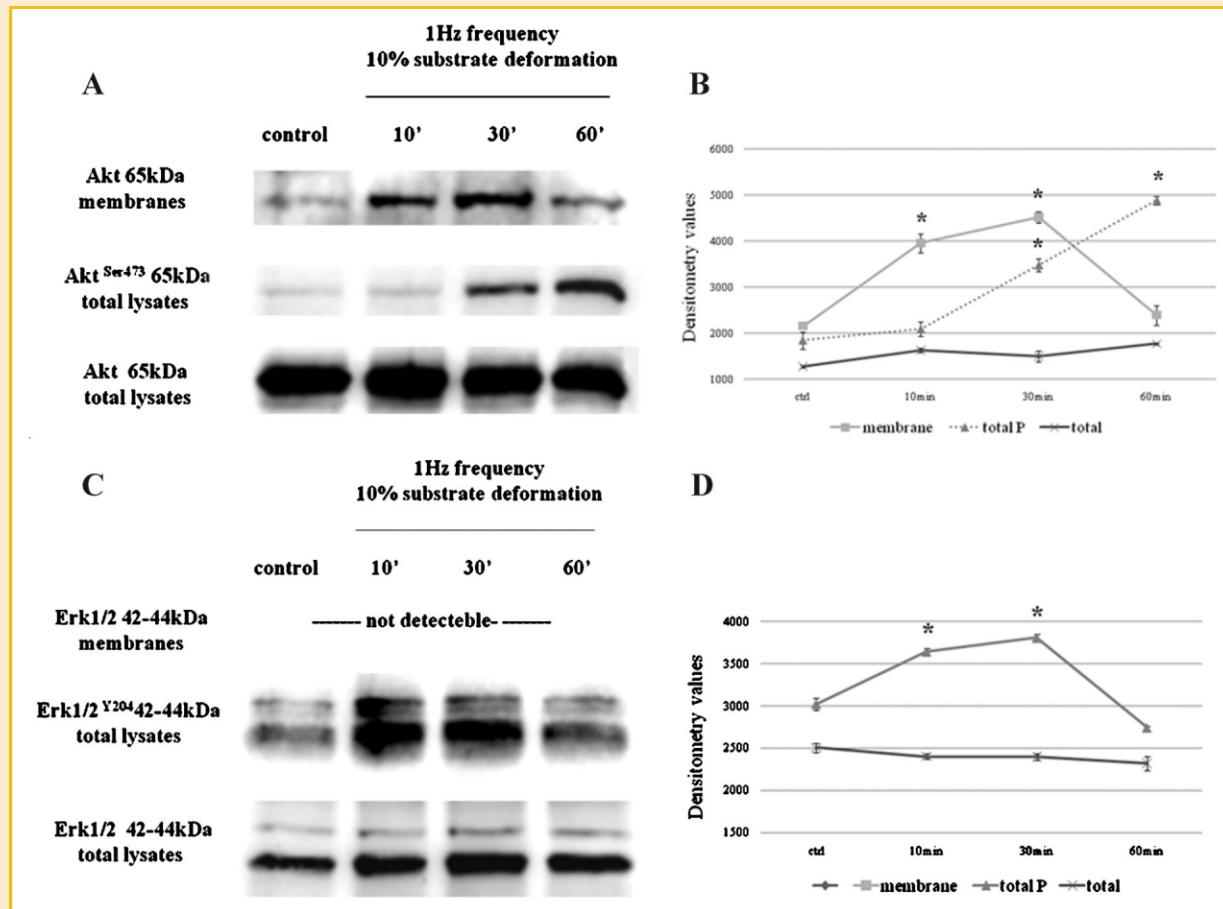 1Hz frequency
10% substrate deformation
A
control 10’ 30’ 60’
Akt 65kDa
membranes
Akt Ser473 65kDa
total lysates
Akt 65kDa
total lysates
B
Densitometry values
6000
5000
4000
3000
2000
1000
* * * *
ctrl 10min 30min 60min
membrane total P total
1Hz frequency
10% substrate deformation
C
control 10’ 30’ 60’
Erk1/2 42-44kDa
membranes
------- not detecteble- -------
Erk1/2 Y204 42-44kDa
total lysates
Erk1/2 42-44kDa
total lysates
D
Densitometry values
4000
3500
3000
2500
2000
1500
* *
ctrl 10min 30min 60min
membrane total P total